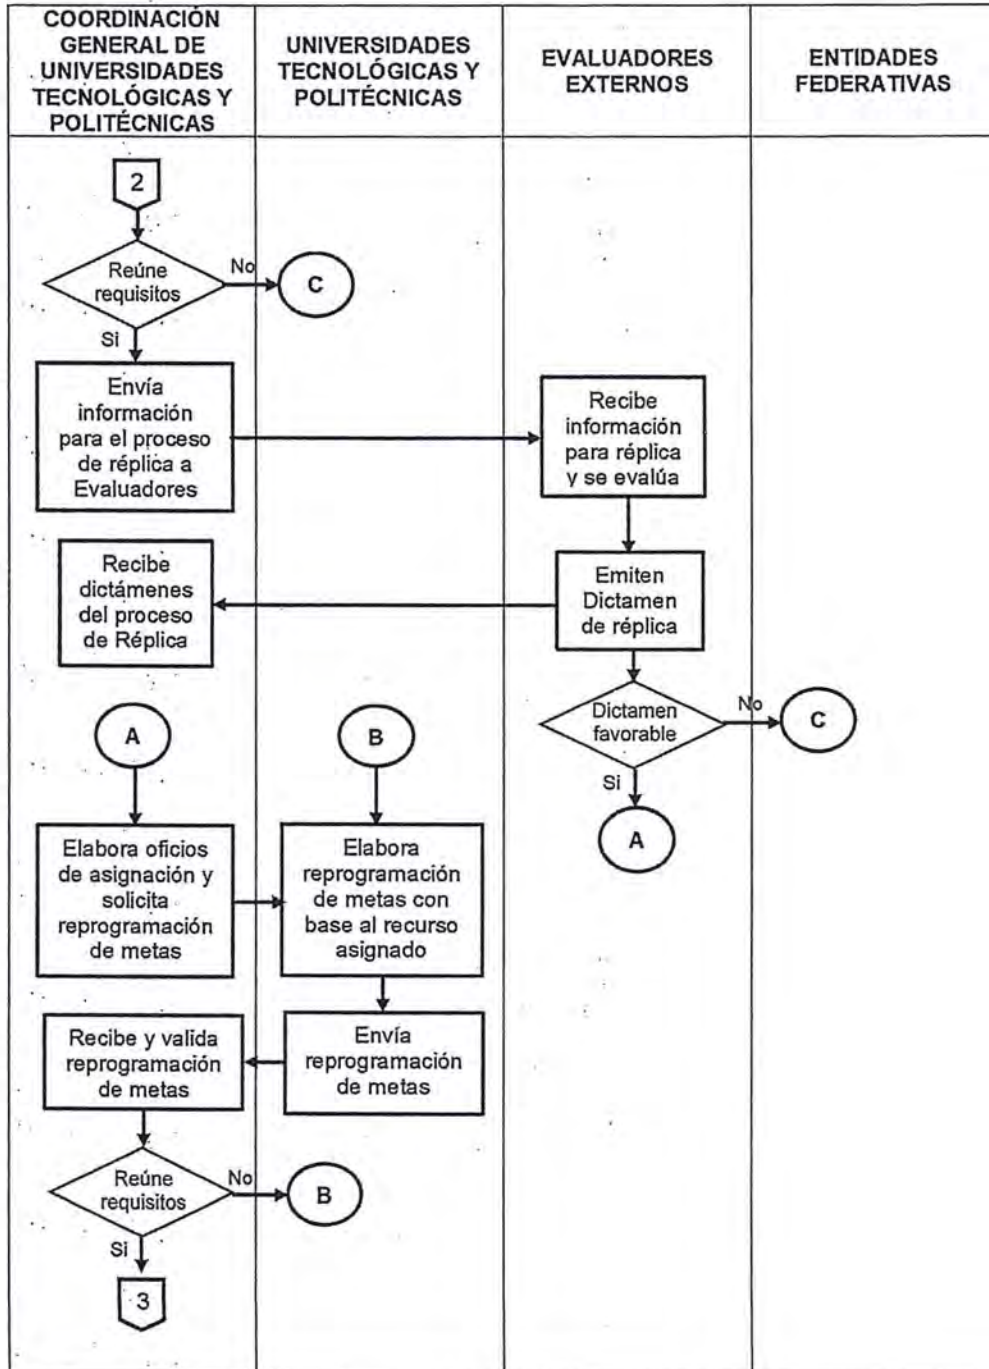 COORDINACIÓN
GENERAL DE
UNIVERSIDADES
TECNOLÓGICAS Y
POLITÉCNICAS
UNIVERSIDADES
TECNOLÓGICAS Y
POLITÉCNICAS
EVALUADORES
EXTERNOS
ENTIDADES
FEDERATIVAS
2
Reúne
requisitos
No
C
Si
Envía
información
para el proceso
de réplica a
Evaluadores
Recibe
información
para réplica
y se evalúa
Recibe
dictámenes
del proceso
de Réplica
Emiten
Dictamen
de réplica
Dictamen
favorable
No
C
Si
A
A
B
Elabora oficios
de asignación y
solicita
reprogramación
de metas
Elabora
reprogramación
de metas con
base al recurso
asignado
Recibe y valida
reprogramación
de metas
Envía
reprogramación
de metas
Reúne
requisitos
No
B
Si
3